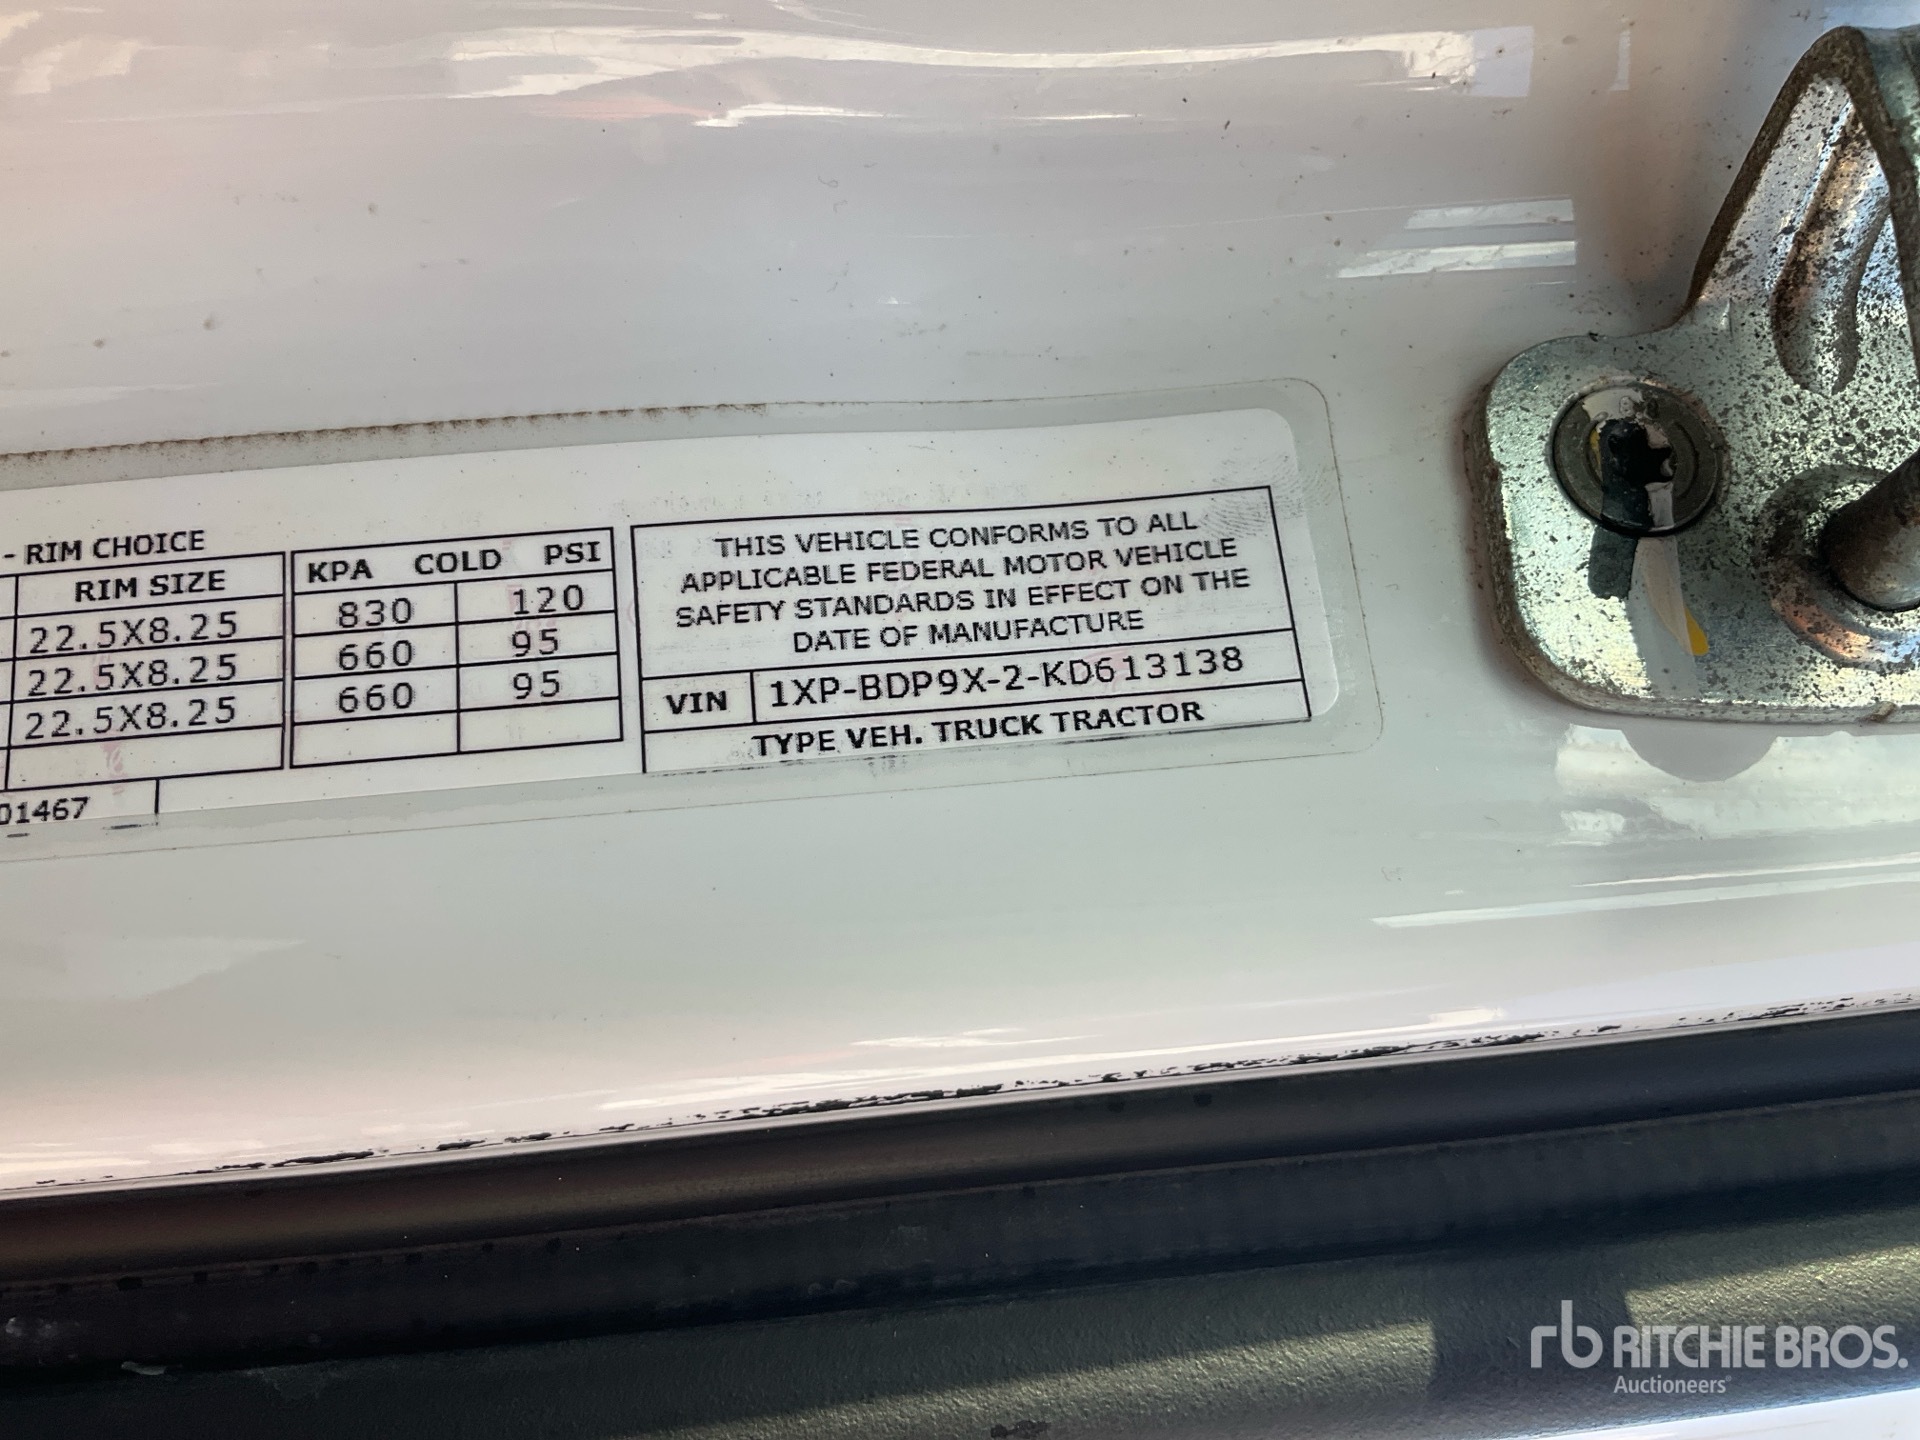 - RIM CHOICE
RIM SIZE
22.5X8.25
22.5X8.25
22.5X8.25
01467
KPA COLD PSI
830 120
660 95
660 95
THIS VEHICLE CONFORMS TO ALL
APPLICABLE FEDERAL MOTOR VEHICLE
SAFETY STANDARDS IN EFFECT ON THE
DATE OF MANUFACTURE
VIN 1XP-BDP9X-2-KD613138
TYPE VEH. TRUCK TRACTOR
rb RITCHIE BROS.
Auctioneers